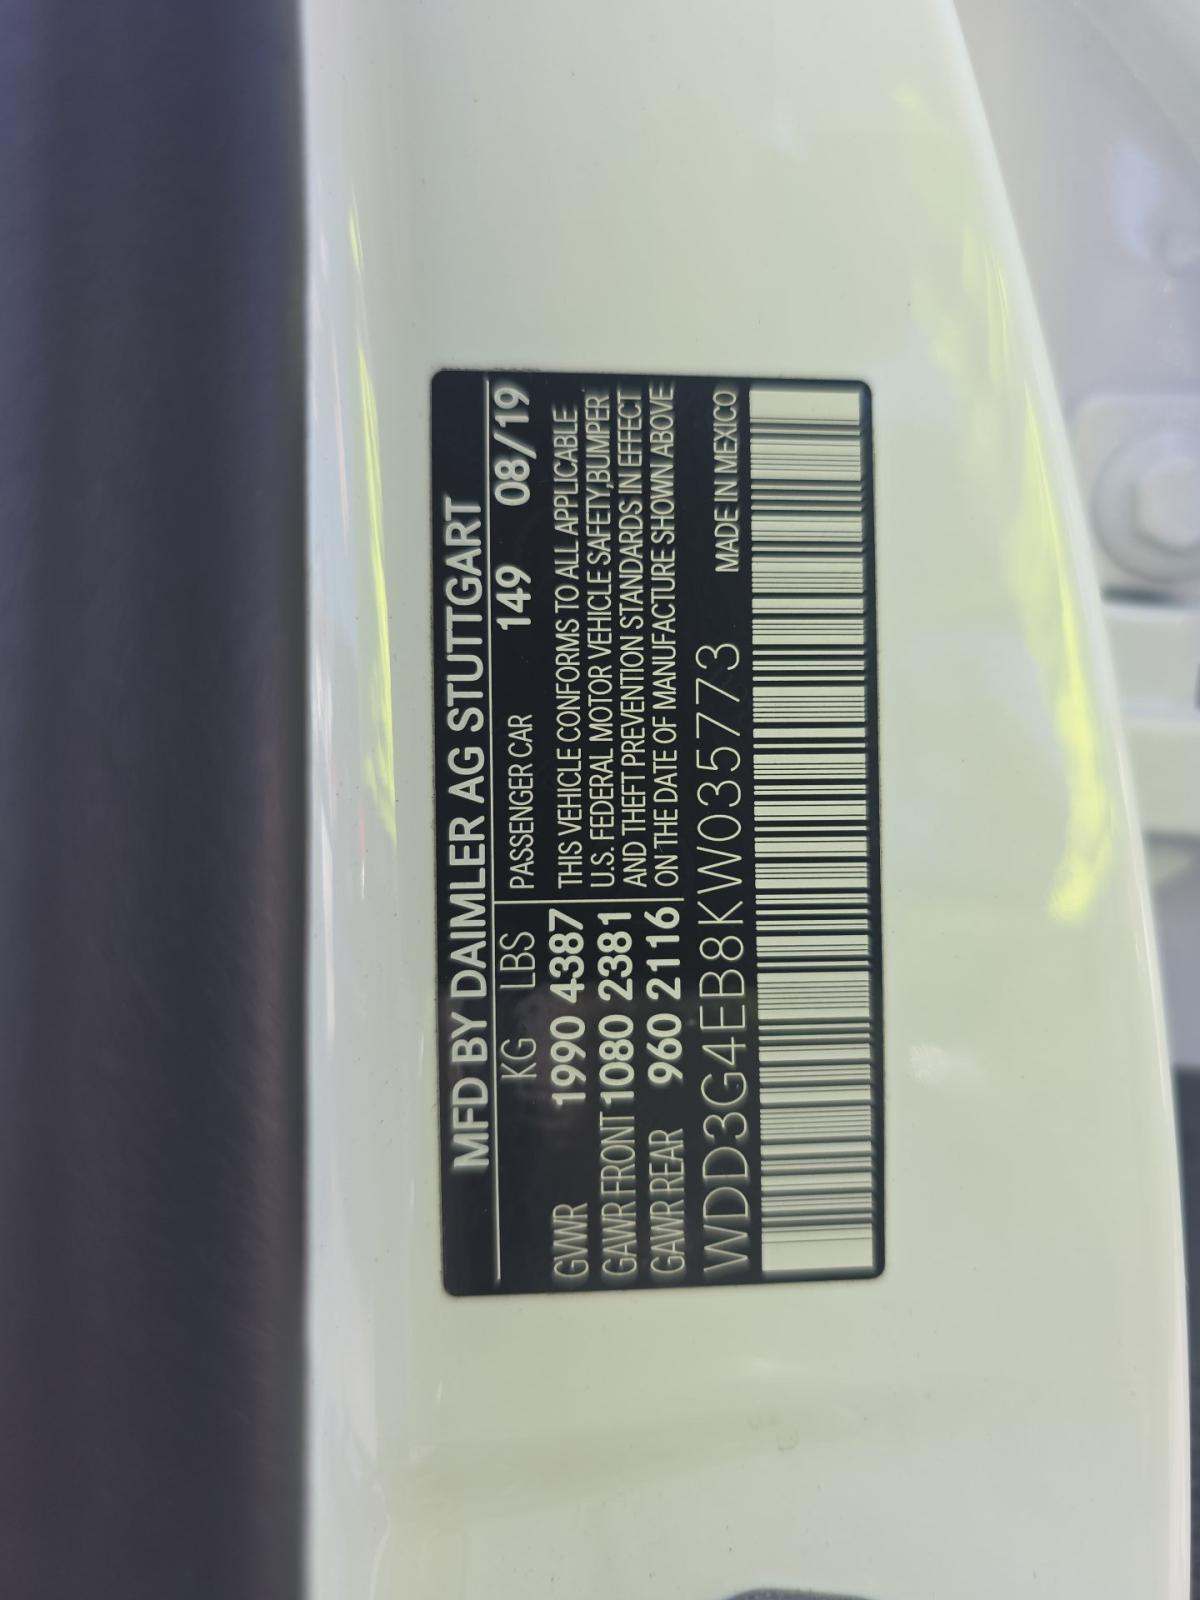 MFD BY DAIMLER AG STUTTGART
KG LBS PASSENGER CAR 149 08/19
GVWR 1990 4387 THIS VEHICLE CONFORMS TO ALL APPLICABLE
GAWR FRONT 1080 2381 U.S. FEDERAL MOTOR VEHICLE SAFETY,BUMPER
AND THEFT PREVENTION STANDARDS IN EFFECT
GAWR REAR 960 2116 ON THE DATE OF MANUFACTURE SHOWN ABOVE
WDD3G4EB8KW035773 MADE IN MEXICO